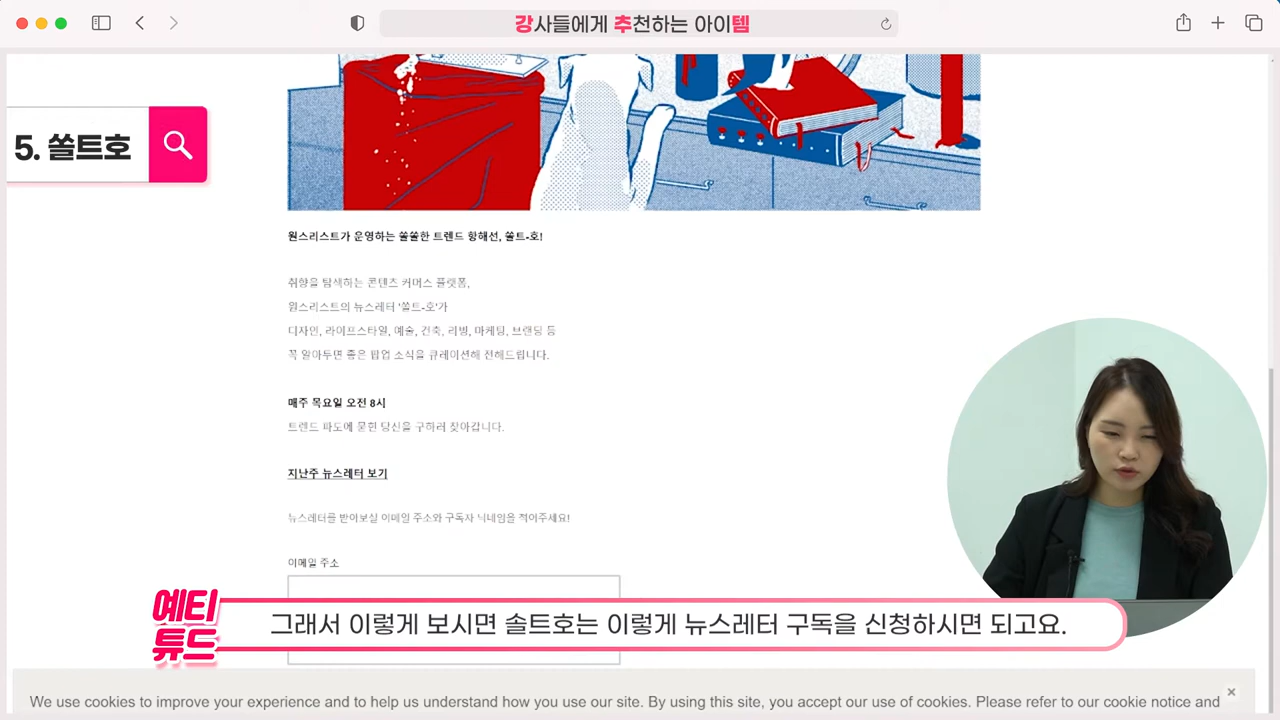 강사들에게 추천하는 아이템
5. 쏠트호
원스리스트가 운영하는 쏠쏠한 트렌드 항해선, 쏠트-호!
취향을 탐색하는 콘텐츠 커머스 플랫폼,
원스리스트의 뉴스레터 '쏠트-호'가
디자인, 라이프스타일, 예술, 건축, 리빙, 마케팅, 브랜딩 등
꼭 알아두면 좋은 팝업 소식을 큐레이션해 전해드립니다.
매주 목요일 오전 8시
트렌드 파도에 묻힌 당신을 구하러 찾아갑니다.
지난주 뉴스레터 보기
뉴스레터를 받아보실 이메일 주소와 구독자 닉네임을 적어주세요!
이메일 주소
예티튜드
그래서 이렇게 보시면 솔트호는 이렇게 뉴스레터 구독을 신청하시면 되고요.
We use cookies to improve your experience and to help us understand how you use our site. By using this site, you accept our use of cookies. Please refer to our cookie notice and